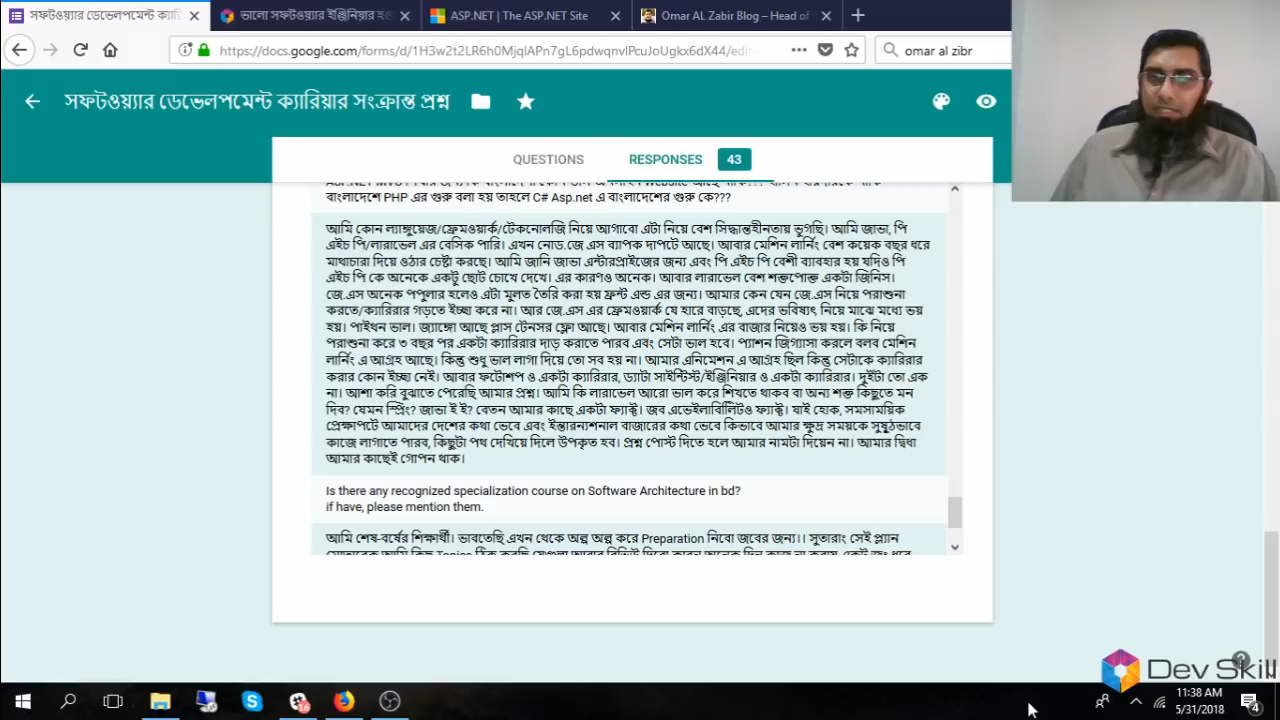 সফটওয়্যার ডেভেলপমেন্ট ক্যারি
ভালো সফটওয়্যার ইঞ্জিনিয়ার হও
ASP.NET | The ASP.NET Site
Omar AL Zabir Blog – Head of
https://docs.google.com/forms/d/1H3w2t2LR6h0MjqlAPn7gL6pdwqnvlPcuJoUgkx6dX44/edi
omar al zibr
সফটওয়্যার ডেভেলপমেন্ট ক্যারিয়ার সংক্রান্ত প্রশ্ন
QUESTIONS
RESPONSES 43
বাংলাদেশে PHP এর গুরু বলা হয় তাহলে C# Asp.net এ বাংলাদেশের গুরু কে???
আমি কোন ল্যাঙ্গুয়েজ/ফ্রেমওয়ার্ক/টেকনোলজি নিয়ে আগাবো এটা নিয়ে বেশ সিদ্ধান্তহীনতায় ভুগছি। আমি জাভা, পি
এইচ পি/লারাভেল এর বেসিক পারি। এখন নোড.জে এস ব্যাপক দাপটে আছে। আবার মেশিন লার্নিং বেশ কয়েক বছর ধরে
মাথাচারা দিয়ে ওঠার চেষ্টা করছে। আমি জানি জাভা এন্টারপ্রাইজের জন্য এবং পি এইচ পি বেশী ব্যাবহার হয় যদিও পি
এইচ পি কে অনেকে একটু ছোট চোখে দেখে। এর কারণও অনেক। আবার লারাভেল বেশ শক্তপোক্ত একটা জিনিস।
জে.এস অনেক পপুলার হলেও এটা মুলত তৈরি করা হয় ফ্রন্ট এন্ড এর জন্য। আমার কেন যেন জে.এস নিয়ে পরাশুনা
করতে/ক্যারিরার গড়তে ইচ্ছা করে না। আর জে.এস এর ফ্রেমওয়ার্ক যে হারে বাড়ছে, এদের ভবিষ্যৎ নিয়ে মাঝে মধ্যে ভয়
হয়। পাইথন ভাল। জ্যাঙ্গো আছে প্লাস টেনসর ফ্লো আছে। আবার মেশিন লার্নিং এর বাজার নিয়েও ভয় হয়। কি নিয়ে
পরাশুনা করে ৩ বছর পর একটা ক্যারিরার দাড় করাতে পারব এবং সেটা ভাল হবে। প্যাশন জিগ্যাসা করলে বলব মেশিন
লার্নিং এ আগ্রহ আছে। কিন্তু শুধু ভাল লাগা দিয়ে তো সব হয় না। আমার এনিমেশন এ আগ্রহ ছিল কিন্তু সেটাকে ক্যারিরার
করার কোন ইচ্ছা নেই। আবার ফটোশপ ও একটা ক্যারিরার, ড্যাটা সাইন্টিস্ট/ইঞ্জিনিয়ার ও একটা ক্যারিরার। দুইটা তো এক
না। আশা করি বুঝাতে পেরেছি আমার প্রশ্ন। আমি কি লারাভেল আরো ভাল করে শিখতে থাকব বা অন্য শক্ত কিছুতে মন
দিব? যেমন স্প্রিং? জাভা ই ই? বেতন আমার কাছে একটা ফ্যাক্ট। জব এভেইলাবিলিটিও ফ্যাক্ট। যাই হোক, সমসাময়িক
প্রেক্ষাপটে আমাদের দেশের কথা ভেবে এবং ইন্তারন্যাশনাল বাজারের কথা ভেবে কিভাবে আমার ক্ষুদ্র সময়কে সুষ্ঠুভাবে
কাজে লাগাতে পারব, কিছুটা পথ দেখিয়ে দিলে উপকৃত হব। প্রশ্ন পোস্ট দিতে হলে আমার নামটা দিয়েন না। আমার দ্বিধা
আমার কাছেই গোপন থাক।
Is there any recognized specialization course on Software Architecture in bd?
if have, please mention them.
আমি শেষ-বর্ষের শিক্ষার্থী। ভাবতেছি এখন থেকে অল্প অল্প করে Preparation নিবো জবের জন্য।। সুতারাং সেই প্ল্যান
Dev Skill
11:38 AM
5/31/2018
4